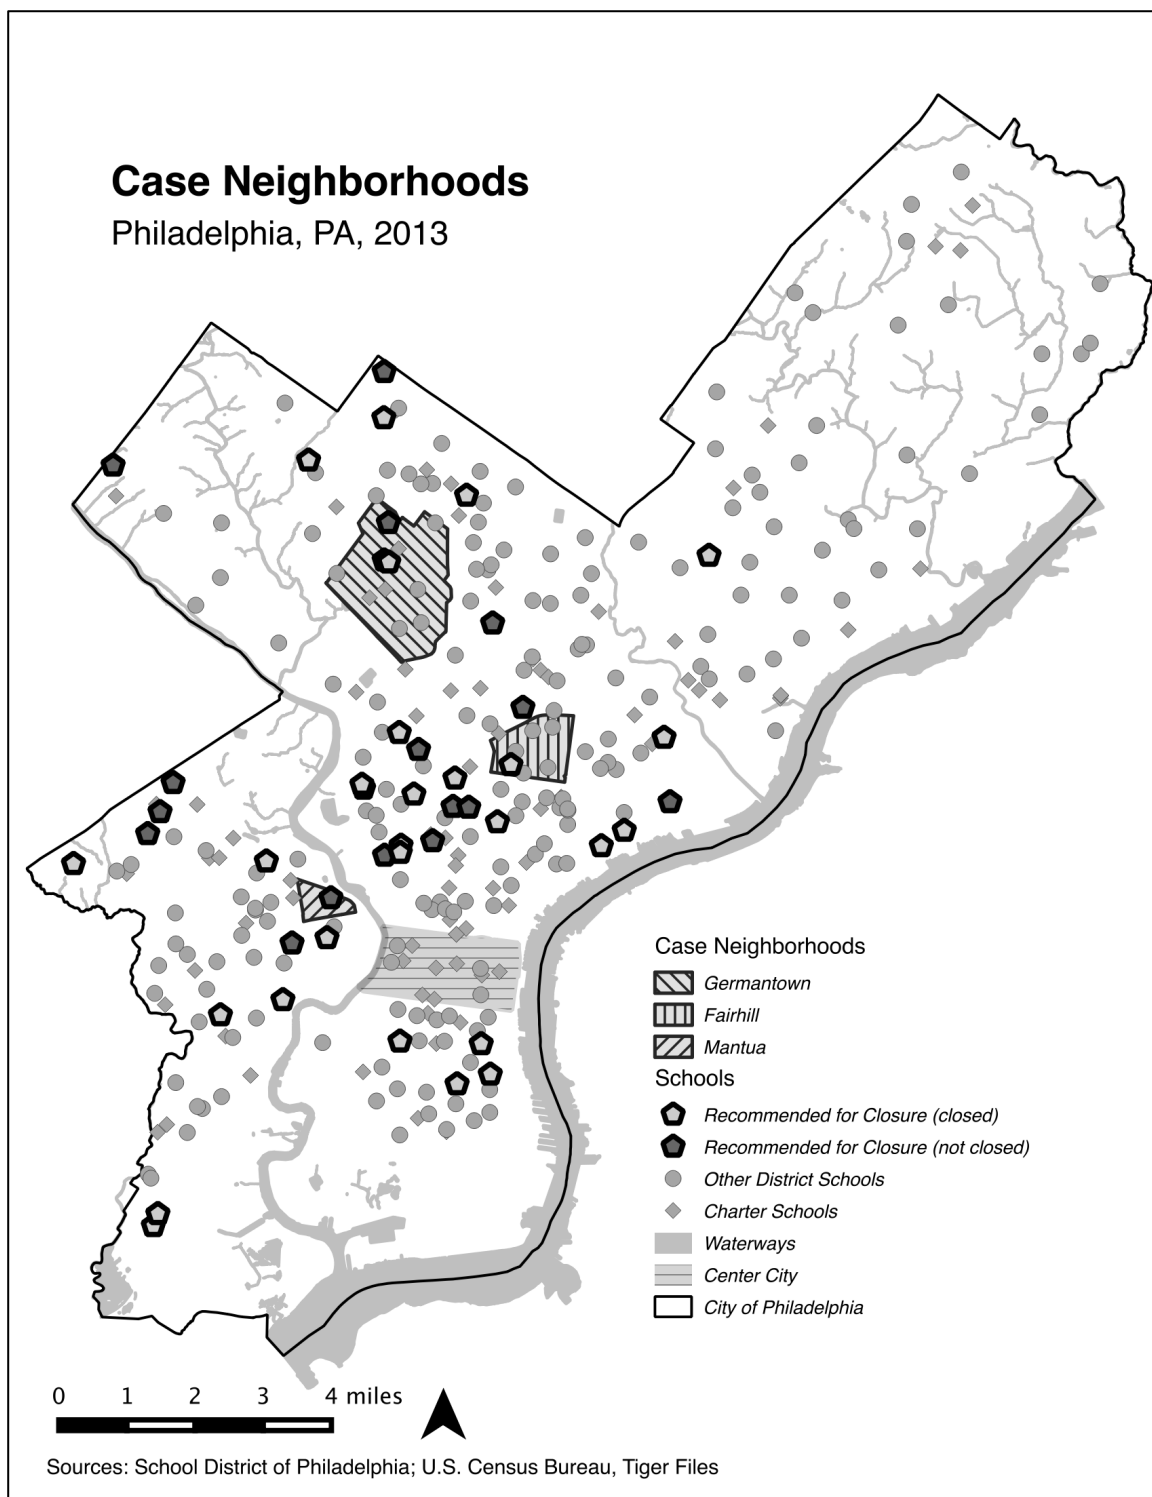 Case Neighborhoods
Philadelphia, PA, 2013
Case Neighborhoods
Germantown
Fairhill
Mantua
Schools
Recommended for Closure (closed)
Recommended for Closure (not closed)
Other District Schools
Charter Schools
Waterways
Center City
City of Philadelphia
0 1 2 3 4 miles
Sources: School District of Philadelphia; U.S. Census Bureau, Tiger Files